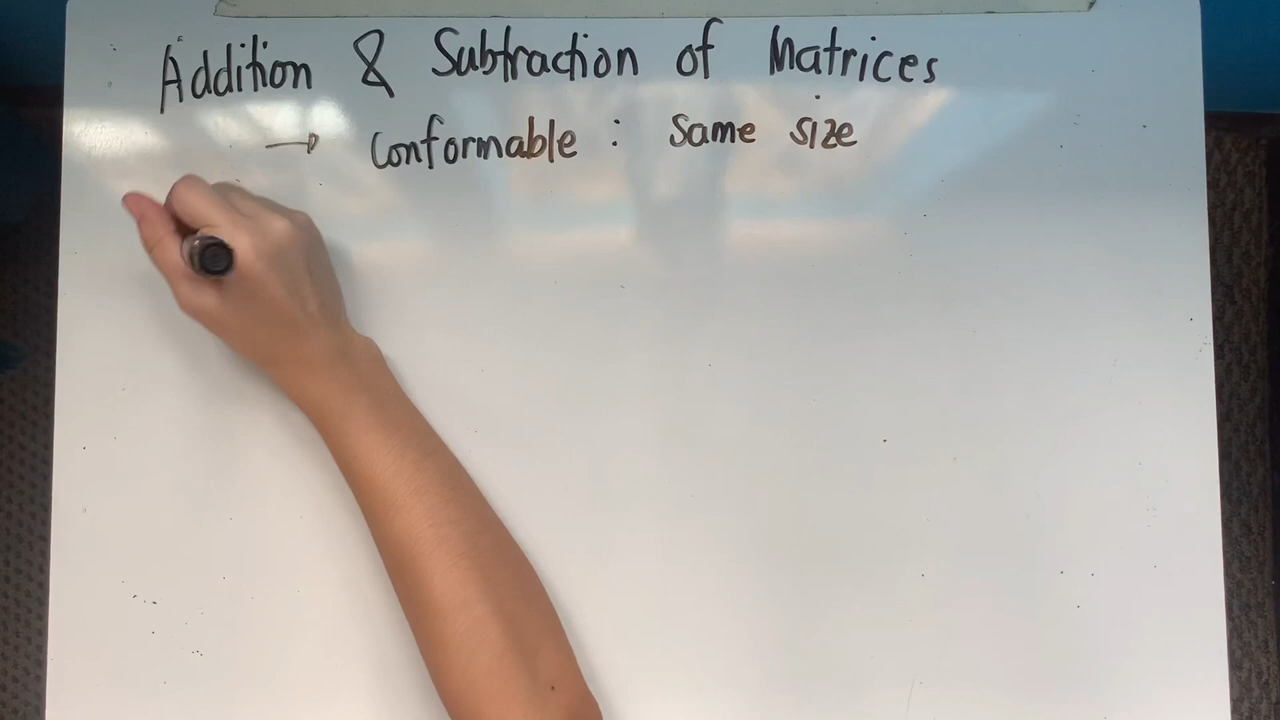 Addition & Subtraction of Matrices
→ Conformable : Same size